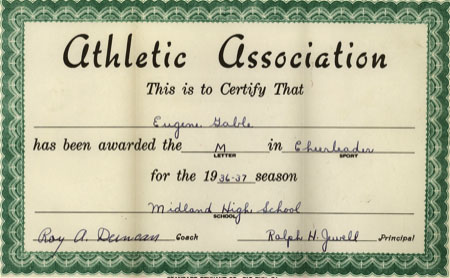 Athletic Association
This is to Certify That
Eugene Gable
has been awarded the M in Cheerleader
LETTER SPORT
for the 1936-37 season
Midland High School
SCHOOL
Roy A. Duncan Coach Ralph H. Jewell Principal